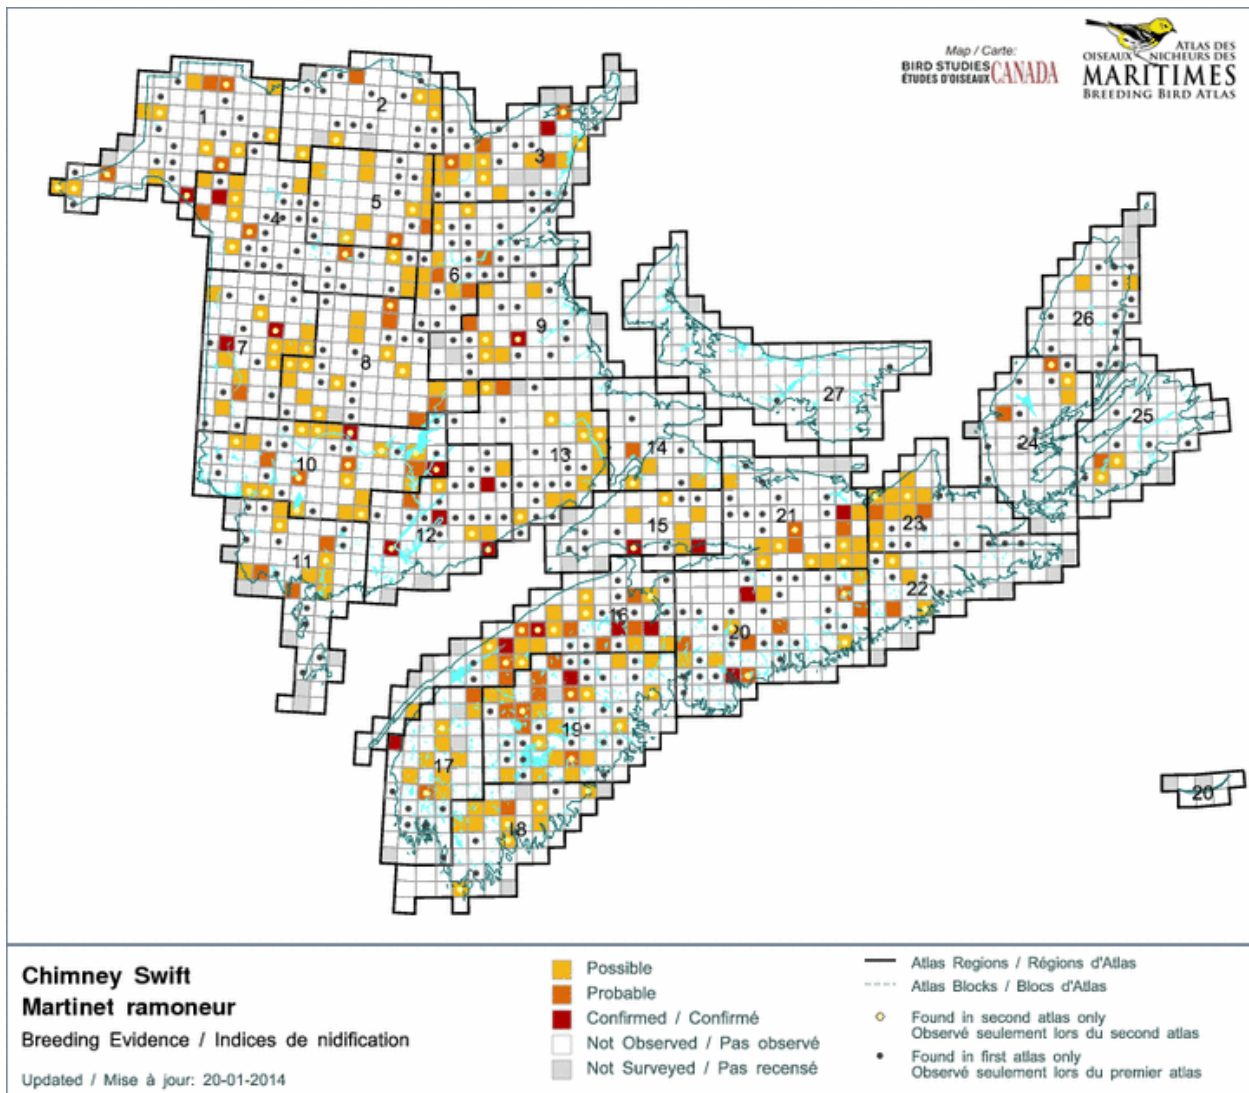 Map / Carte:
BIRD STUDIES
ÉTUDES D'OISEAUX CANADA
ATLAS DES
OISEAUX NICHEURS DES
MARITIMES
BREEDING BIRD ATLAS
1
2
3
4
5
6
7
8
9
10
11
12
13
14
15
16
17
18
19
20
21
22
23
24
25
26
27
20
Chimney Swift
Martinet ramoneur
Breeding Evidence / Indices de nidification
Updated / Mise à jour: 20-01-2014
Possible
Probable
Confirmed / Confirmé
Not Observed / Pas observé
Not Surveyed / Pas recensé
Atlas Regions / Régions d'Atlas
Atlas Blocks / Blocs d'Atlas
Found in second atlas only
Observé seulement lors du second atlas
Found in first atlas only
Observé seulement lors du premier atlas